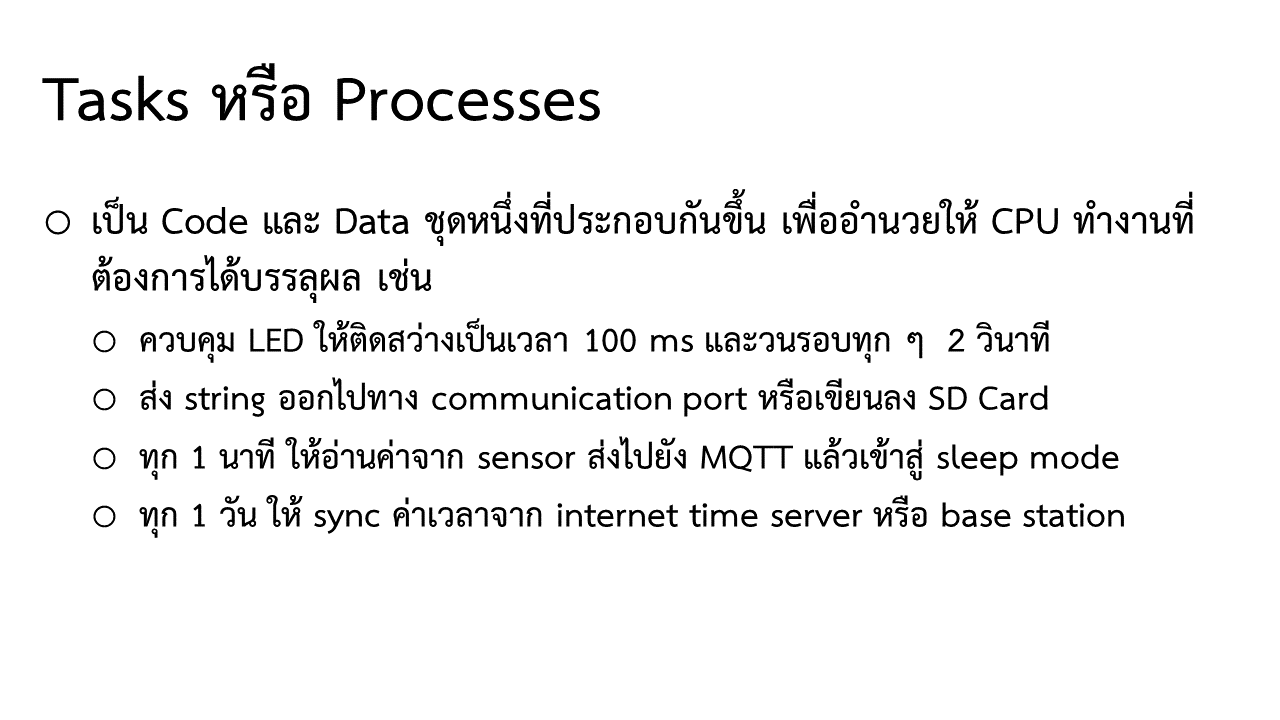 Tasks หรือ Processes
เป็น Code และ Data ชุดหนึ่งที่ประกอบกันขึ้น เพื่ออำนวยให้ CPU ทำงานที่
ต้องการได้บรรลุผล เช่น
ควบคุม LED ให้ติดสว่างเป็นเวลา 100 ms และวนรอบทุก ๆ 2 วินาที
ส่ง string ออกไปทาง communication port หรือเขียนลง SD Card
ทุก 1 นาที ให้อ่านค่าจาก sensor ส่งไปยัง MQTT แล้วเข้าสู่ sleep mode
ทุก 1 วัน ให้ sync ค่าเวลาจาก internet time server หรือ base station